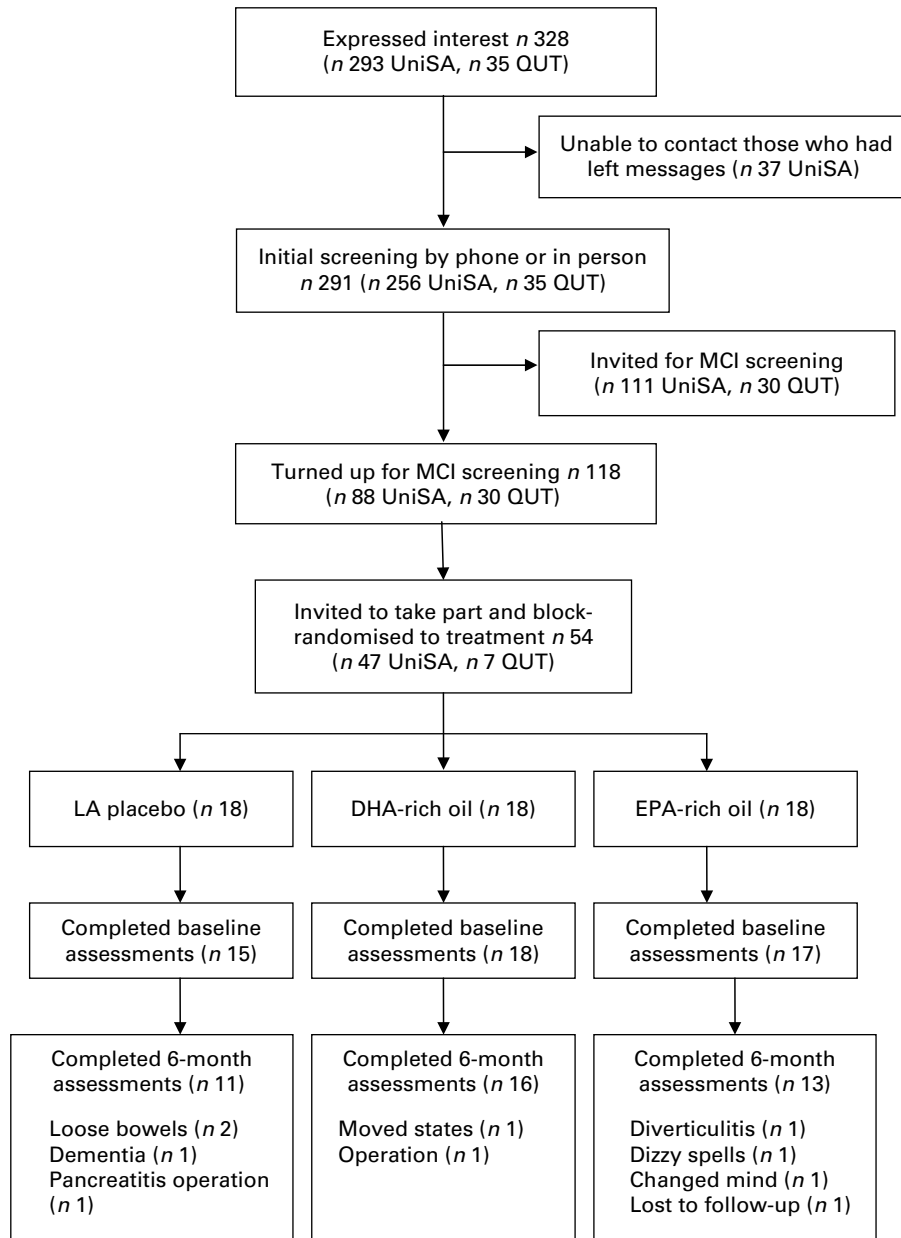 Expressed interest n 328
(n 293 UniSA, n 35 QUT)
Unable to contact those who had
left messages (n 37 UniSA)
Initial screening by phone or in person
n 291 (n 256 UniSA, n 35 QUT)
Invited for MCI screening
(n 111 UniSA, n 30 QUT)
Turned up for MCI screening n 118
(n 88 UniSA, n 30 QUT)
Invited to take part and block-
randomised to treatment n 54
(n 47 UniSA, n 7 QUT)
LA placebo (n 18)
DHA-rich oil (n 18)
EPA-rich oil (n 18)
Completed baseline
assessments (n 15)
Completed baseline
assessments (n 18)
Completed baseline
assessments (n 17)
Completed 6-month
assessments (n 11)
Loose bowels (n 2)
Dementia (n 1)
Pancreatitis operation
(n 1)
Completed 6-month
assessments (n 16)
Moved states (n 1)
Operation (n 1)
Completed 6-month
assessments (n 13)
Diverticulitis (n 1)
Dizzy spells (n 1)
Changed mind (n 1)
Lost to follow-up (n 1)